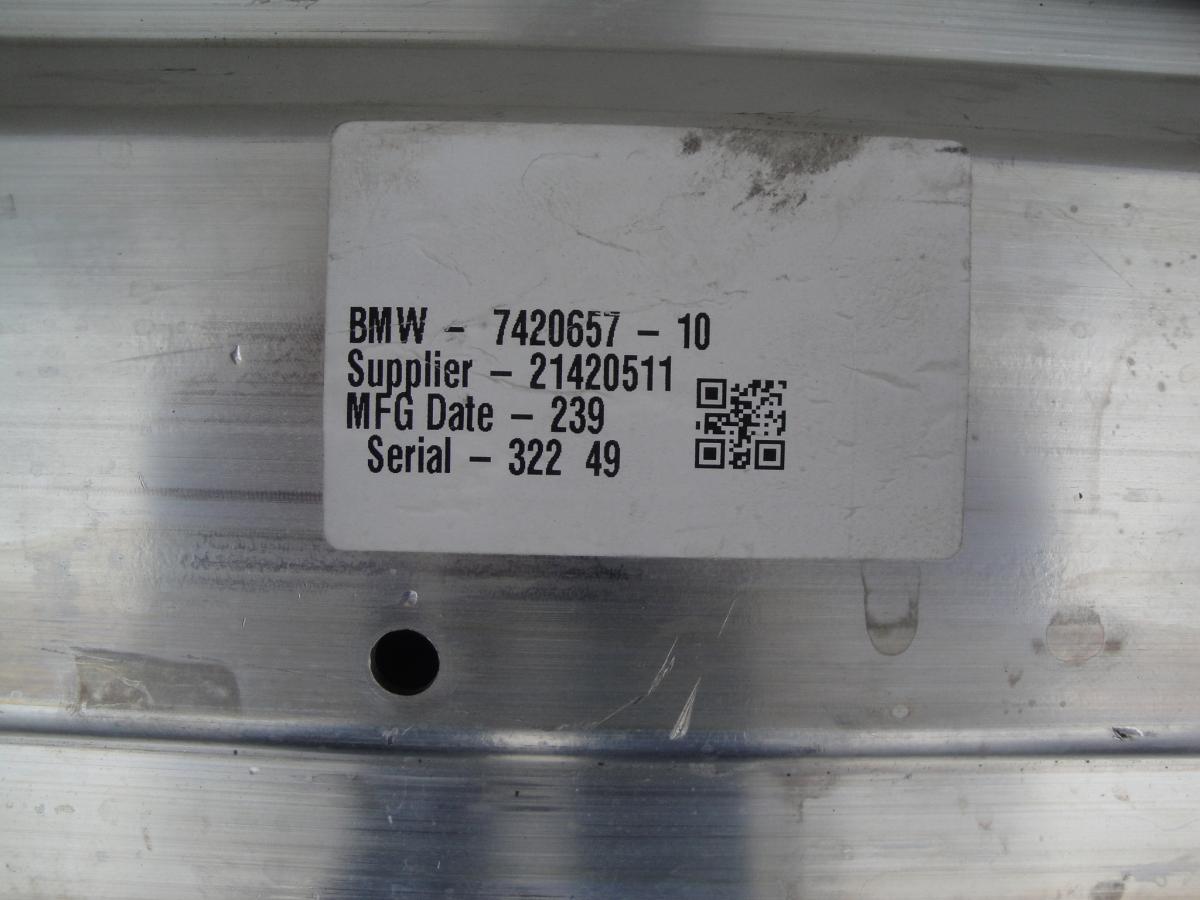 BMW - 7420657 - 10
Supplier - 21420511
MFG Date - 239
Serial - 322 49